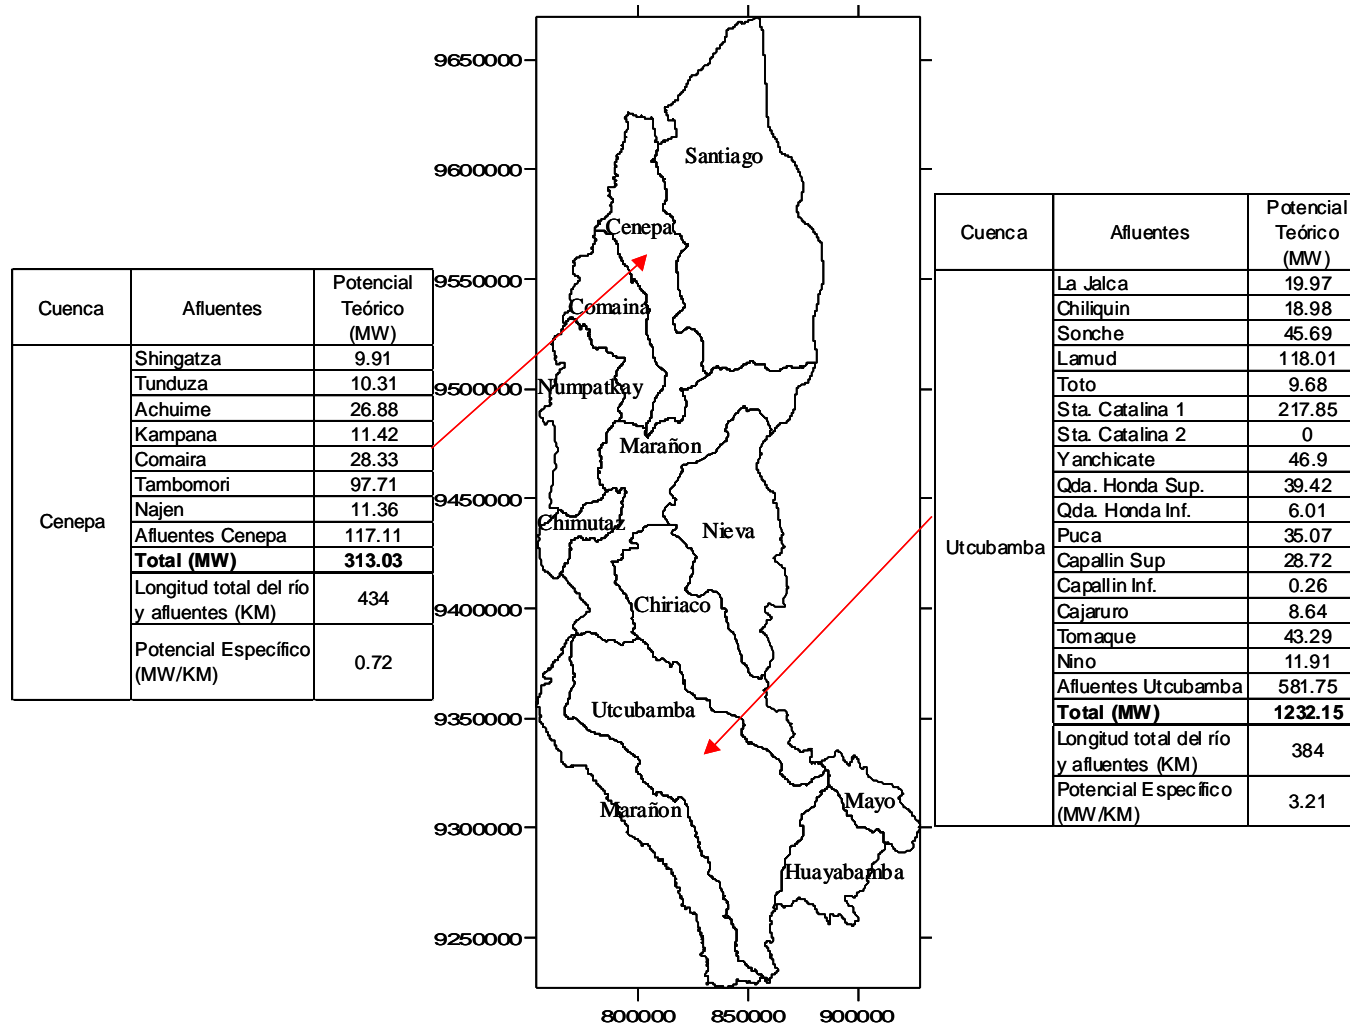 Cuenca Afluentes Potencial Teórico (MW)
Cenepa
Shingatza 9.91
Tunduza 10.31
Achuime 26.88
Kampana 11.42
Comaira 28.33
Tambomori 97.71
Najen 11.36
Afluentes Cenepa 117.11
Total (MW) 313.03
Longitud total del río y afluentes (KM) 434
Potencial Específico (MW/KM) 0.72
9650000
9600000
9550000
9500000
9450000
9400000
9350000
9300000
9250000
800000 850000 900000
Santiago
Cenepa
Comaina
Numpatkay
Marañon
Chimutaz
Nieva
Chiriaco
Utcubamba
Marañon
Mayo
Huayabamba
Cuenca Afluentes Potencial Teórico (MW)
Utcubamba
La Jalca 19.97
Chiliquin 18.98
Sonche 45.69
Lamud 118.01
Toto 9.68
Sta. Catalina 1 217.85
Sta. Catalina 2 0
Yanchicate 46.9
Qda. Honda Sup. 39.42
Qda. Honda Inf. 6.01
Puca 35.07
Capallin Sup 28.72
Capallin Inf. 0.26
Cajaruro 8.64
Tomaque 43.29
Nino 11.91
Afluentes Utcubamba 581.75
Total (MW) 1232.15
Longitud total del río y afluentes (KM) 384
Potencial Específico (MW/KM) 3.21